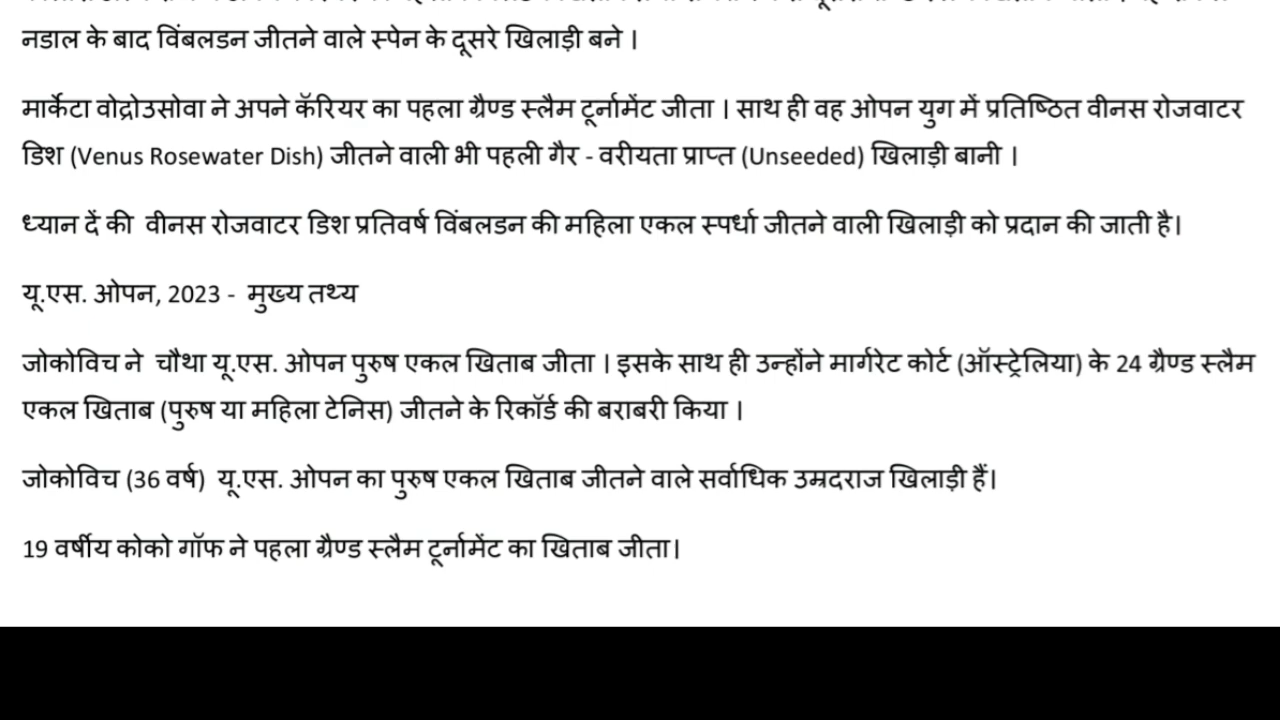 नडाल के बाद विंबलडन जीतने वाले स्पेन के दूसरे खिलाड़ी बने ।
मार्केटा वोद्रोउसोवा ने अपने कॅरियर का पहला ग्रैण्ड स्लैम टूर्नामेंट जीता । साथ ही वह ओपन युग में प्रतिष्ठित वीनस रोजवाटर
डिश (Venus Rosewater Dish) जीतने वाली भी पहली गैर - वरीयता प्राप्त (Unseeded) खिलाड़ी बानी ।
ध्यान दें की वीनस रोजवाटर डिश प्रतिवर्ष विंबलडन की महिला एकल स्पर्धा जीतने वाली खिलाड़ी को प्रदान की जाती है।
यू.एस. ओपन, 2023 - मुख्य तथ्य
जोकोविच ने चौथा यू.एस. ओपन पुरुष एकल खिताब जीता । इसके साथ ही उन्होंने मार्गरेट कोर्ट (ऑस्ट्रेलिया) के 24 ग्रैण्ड स्लैम
एकल खिताब (पुरुष या महिला टेनिस) जीतने के रिकॉर्ड की बराबरी किया ।
जोकोविच (36 वर्ष) यू.एस. ओपन का पुरुष एकल खिताब जीतने वाले सर्वाधिक उम्रदराज खिलाड़ी हैं।
19 वर्षीय कोको गॉफ ने पहला ग्रैण्ड स्लैम टूर्नामेंट का खिताब जीता।